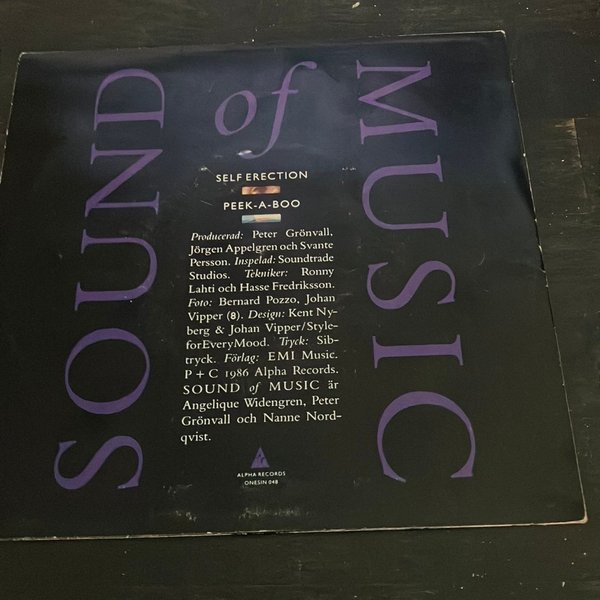 SOUND
of
MUSIC
SELF ERECTION
PEEK-A-BOO
Producerad: Peter Grönvall,
Jörgen Appelgren och Svante
Persson. Inspelad: Soundtrade
Studios. Tekniker: Ronny
Lahti och Hasse Fredriksson.
Foto: Bernard Pozzo, Johan
Vipper (8). Design: Kent Ny-
berg & Johan Vipper/Style-
forEveryMood. Tryck: Sib-
tryck. Förlag: EMI Music.
P + C 1986 Alpha Records.
SOUND of MUSIC är
Angelique Widengren, Peter
Grönvall och Nanne Nord-
qvist.
ALPHA RECORDS
ONESIN 048